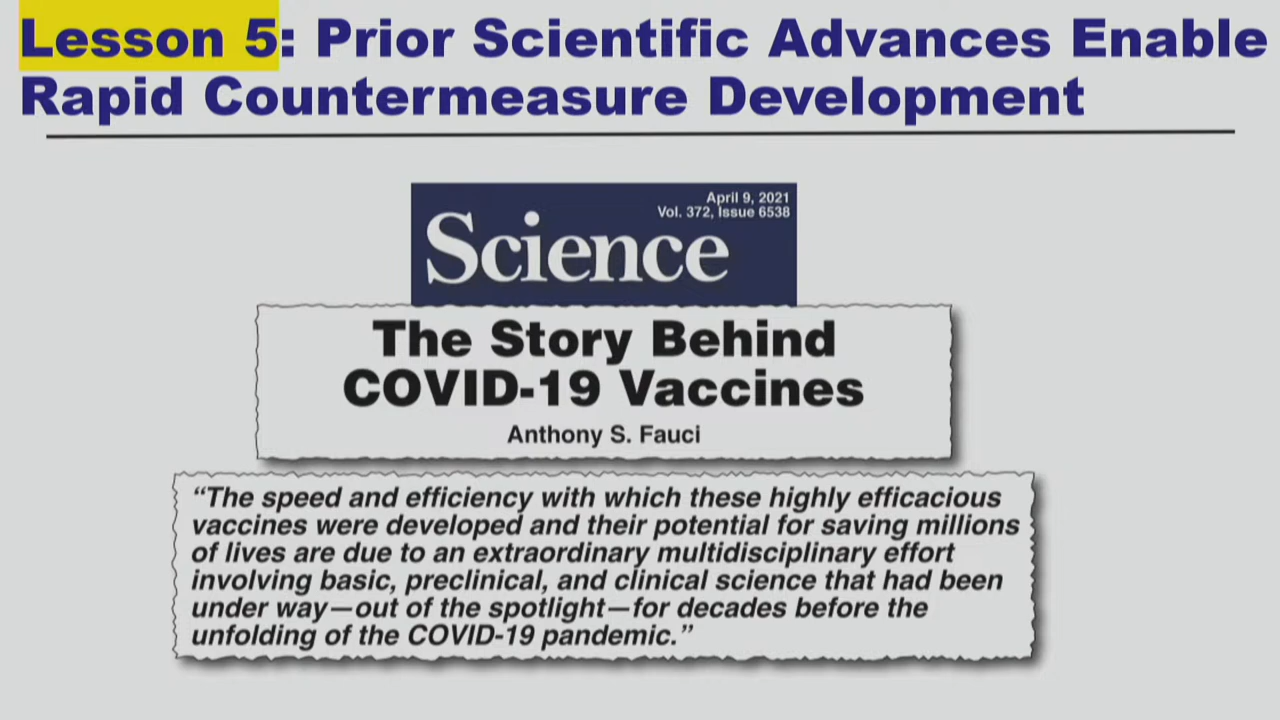 Lesson 5: Prior Scientific Advances Enable
Rapid Countermeasure Development
April 9, 2021
Vol. 372, Issue 6538
Science
The Story Behind
COVID-19 Vaccines
Anthony S. Fauci
“The speed and efficiency with which these highly efficacious
vaccines were developed and their potential for saving millions
of lives are due to an extraordinary multidisciplinary effort
involving basic, preclinical, and clinical science that had been
under way—out of the spotlight—for decades before the
unfolding of the COVID-19 pandemic.”